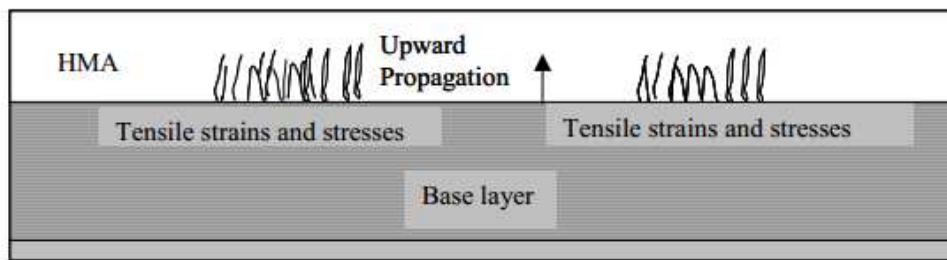 HMA
Upward
Propagation
Tensile strains and stresses
Tensile strains and stresses
Base layer